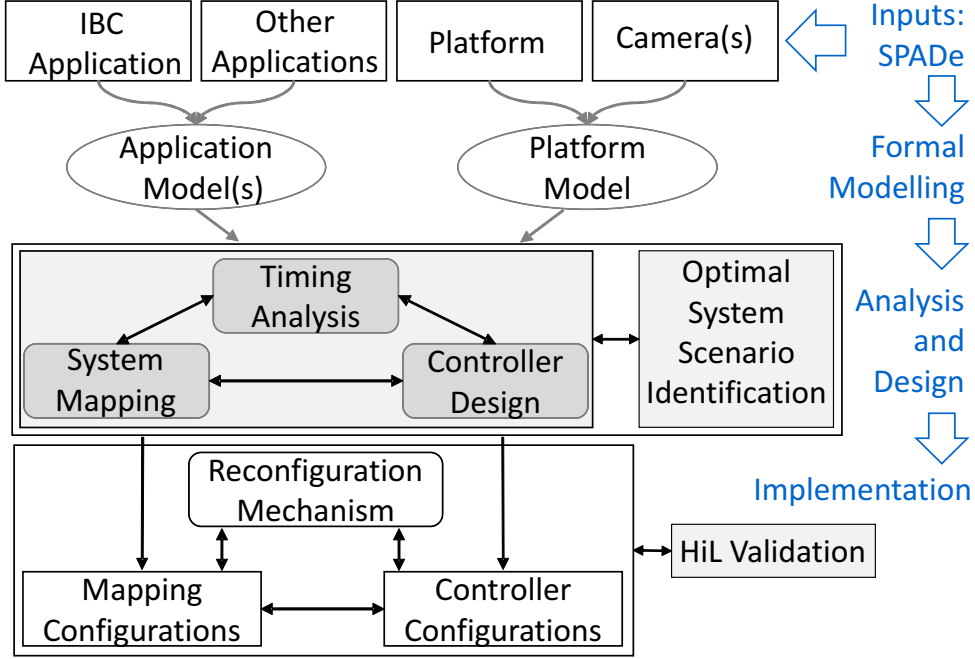 IBC
Application
Other
Applications
Platform
Camera(s)
Inputs:
SPADe
Application
Model(s)
Platform
Model
Formal
Modelling
Timing
Analysis
System
Mapping
Controller
Design
Optimal
System
Scenario
Identification
Analysis
and
Design
Reconfiguration
Mechanism
Mapping
Configurations
Controller
Configurations
HiL Validation
Implementation